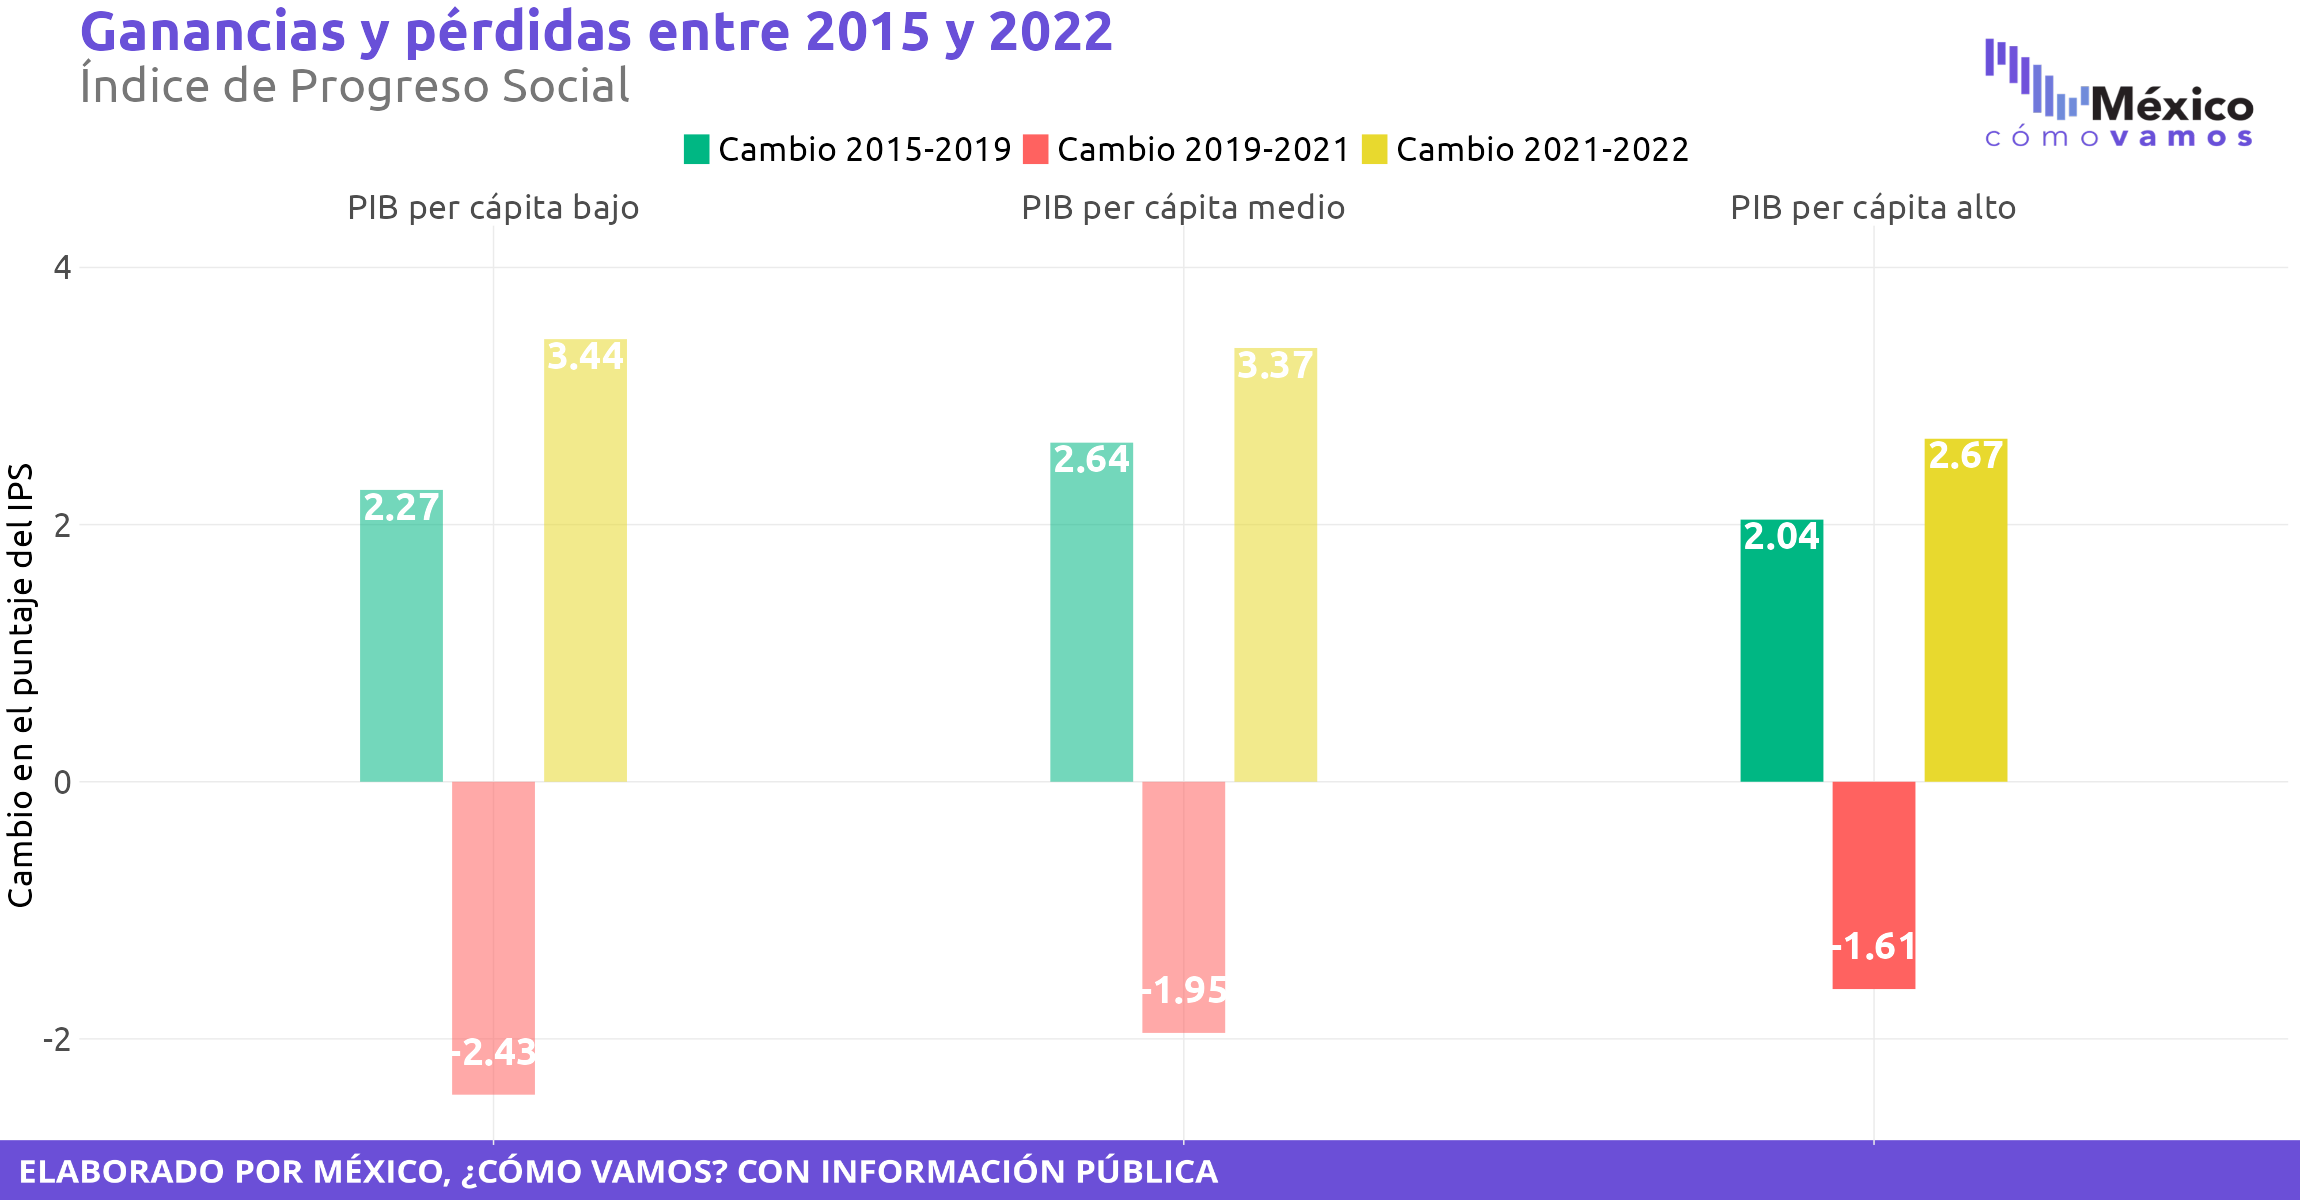 Ganancias y pérdidas entre 2015 y 2022
Índice de Progreso Social
México
cómovamos
Cambio 2015-2019 Cambio 2019-2021 Cambio 2021-2022
PIB per cápita bajo PIB per cápita medio PIB per cápita alto
Cambio en el puntaje del IPS
4
2
0
-2
2.27
-2.43
3.44
2.64
-1.95
3.37
2.04
-1.61
2.67
ELABORADO POR MÉXICO, ¿CÓMO VAMOS? CON INFORMACIÓN PÚBLICA